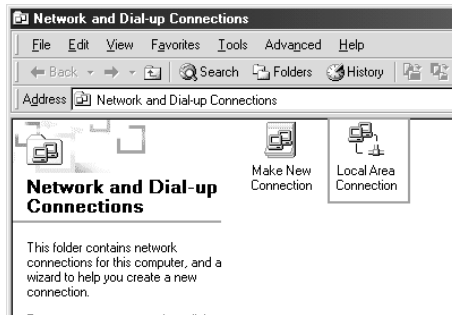 Network and Dial-up Connections
File Edit View Favorites Tools Advanced Help
Back Search Folders History
Address Network and Dial-up Connections
Network and Dial-up
Connections
This folder contains network
connections for this computer, and a
wizard to help you create a new
connection.
Make New
Connection
Local Area
Connection